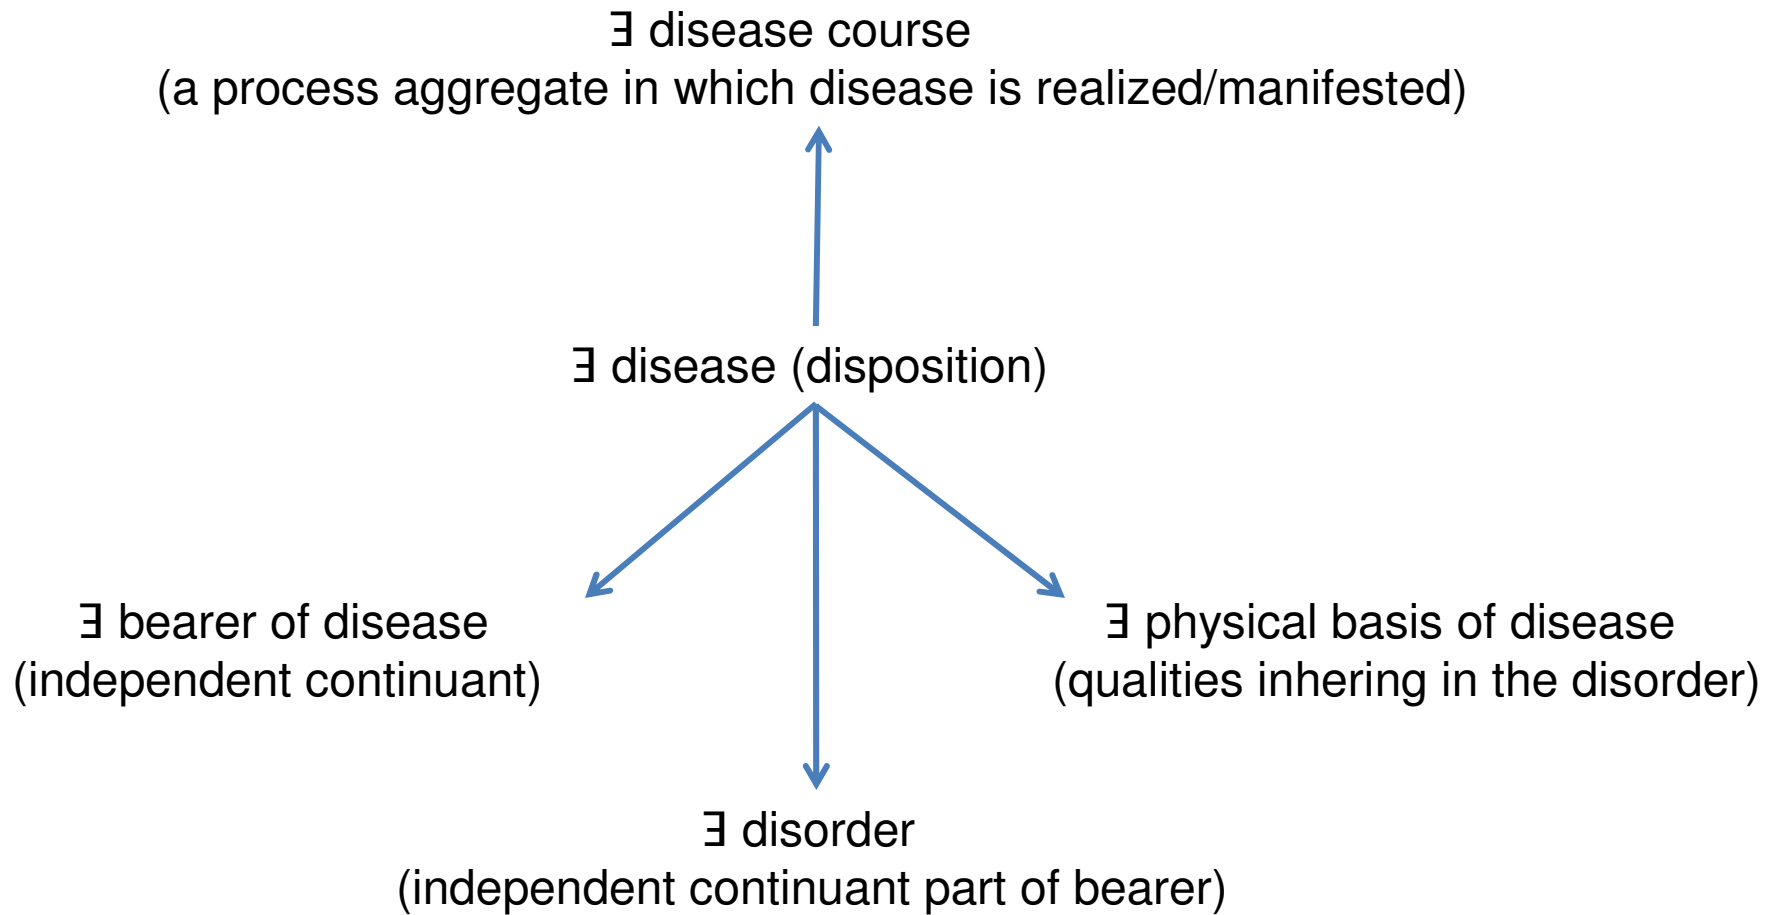 ∃ disease course
(a process aggregate in which disease is realized/manifested)
∃ disease (disposition)
∃ bearer of disease
(independent continuant)
∃ physical basis of disease
(qualities inhering in the disorder)
∃ disorder
(independent continuant part of bearer)